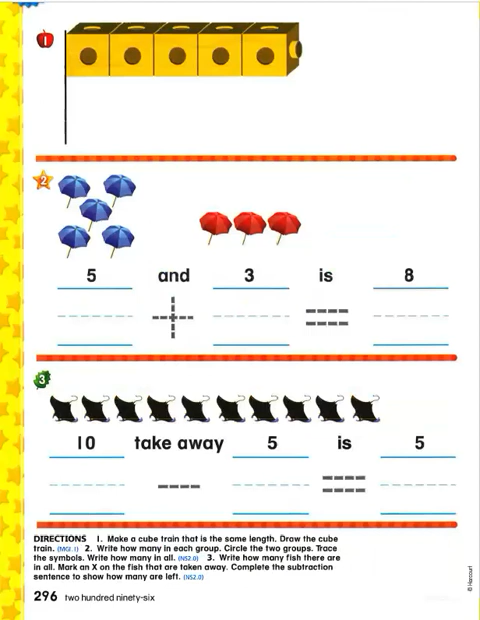 1
2
5 and 3 is 8
+ =
3
10 take away 5 is 5
- =
DIRECTIONS 1. Make a cube train that is the same length. Draw the cube
train. (MG1.1) 2. Write how many in each group. Circle the two groups. Trace
the symbols. Write how many in all. (NS2.0) 3. Write how many fish there are
in all. Mark an X on the fish that are taken away. Complete the subtraction
sentence to show how many are left. (NS2.0)
296 two hundred ninety-six
© Harcourt